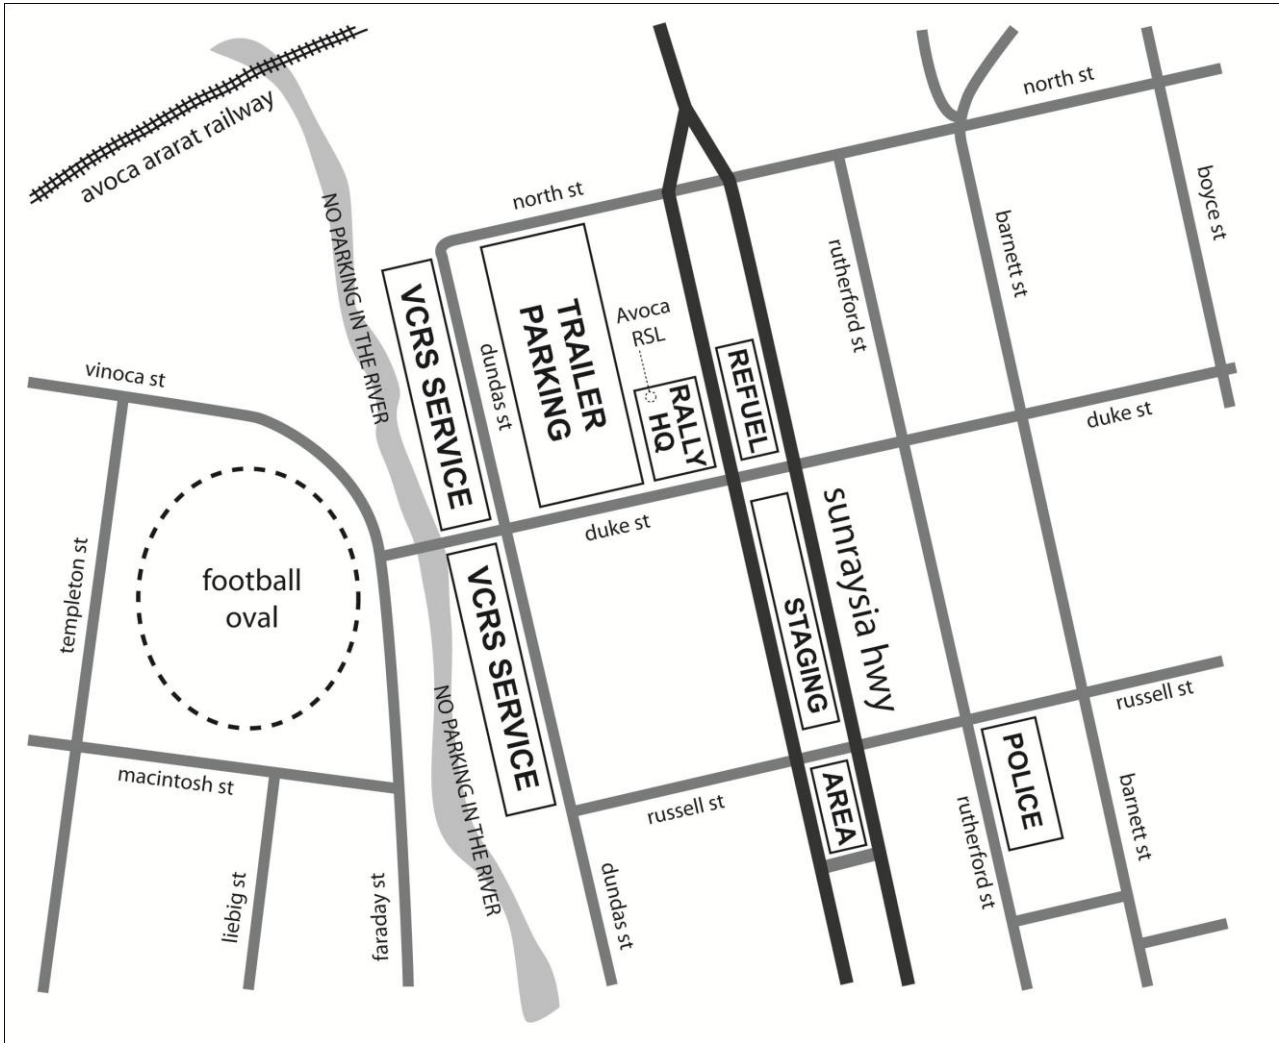 avoca ararat railway
north st
north st
boyce st
barnett st
rutherford st
NO PARKING IN THE RIVER
VCRS SERVICE
dundas st
TRAILER
PARKING
Avoca
RSL
RALLY
HQ
REFUEL
vinoca st
duke st
duke st
templeton st
football
oval
VCRS SERVICE
STAGING
sunraysia hwy
NO PARKING IN THE RIVER
russell st
russell st
macintosh st
AREA
POLICE
barnett st
rutherford st
liebig st
faraday st
dundas st